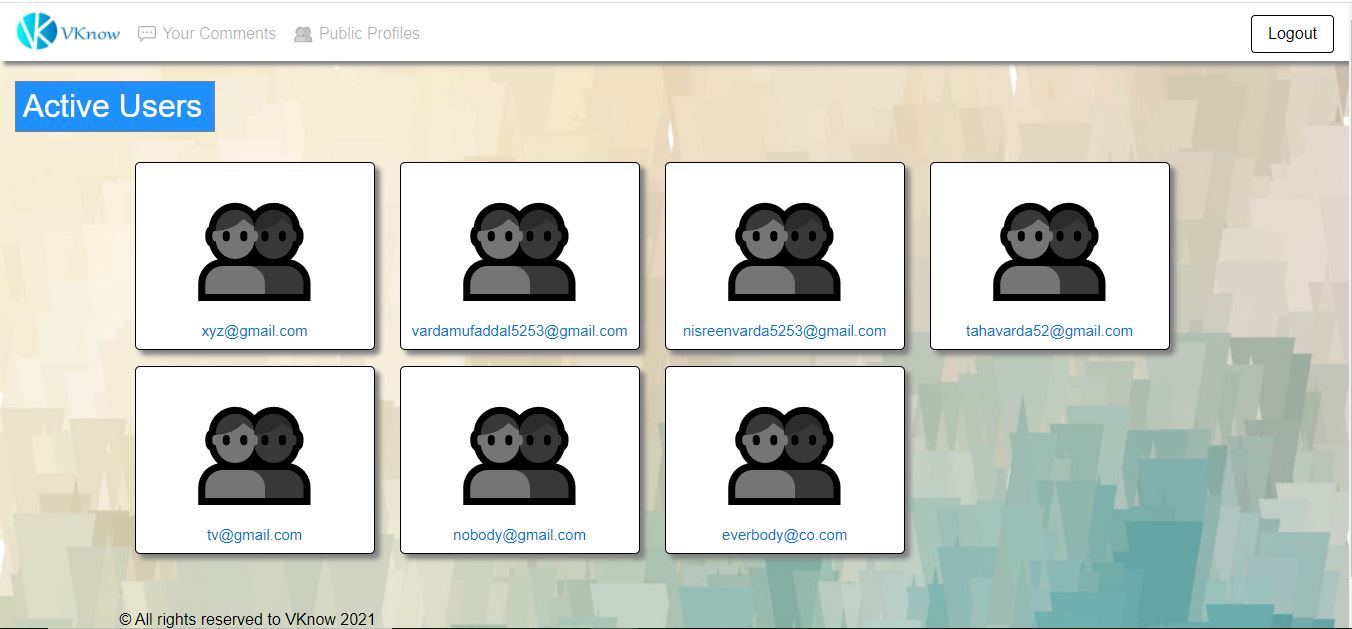 VKnow Your Comments Public Profiles Logout
Active Users
xyz@gmail.com vardamufaddal5253@gmail.com nisreenvarda5253@gmail.com tahavarda52@gmail.com
tv@gmail.com nobody@gmail.com everbody@co.com
© All rights reserved to VKnow 2021